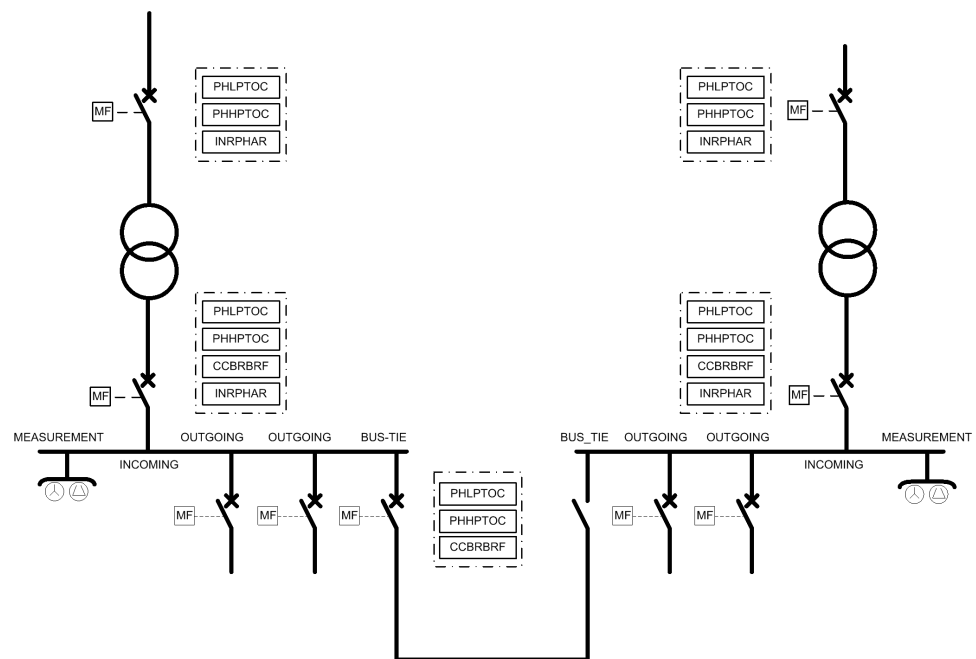 PHLPTOC
PHHPTOC
INRPHAR
MF
PHLPTOC
PHHPTOC
INRPHAR
MF
PHLPTOC
PHHPTOC
CCBRBRF
INRPHAR
MF
PHLPTOC
PHHPTOC
CCBRBRF
INRPHAR
MF
MEASUREMENT
OUTGOING
OUTGOING
BUS-TIE
BUS_TIE
OUTGOING
OUTGOING
MEASUREMENT
INCOMING
INCOMING
MF
MF
MF
PHLPTOC
PHHPTOC
CCBRBRF
MF
MF